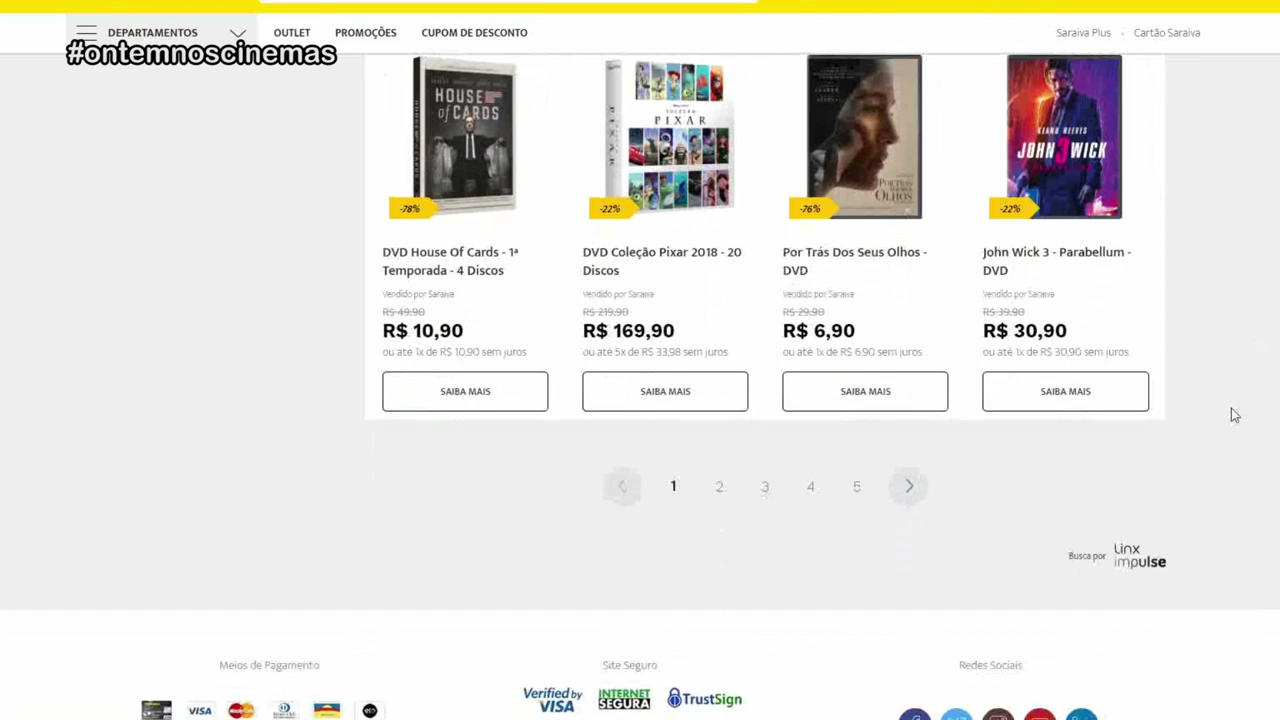 DEPARTAMENTOS
OUTLET
PROMOÇÕES
CUPOM DE DESCONTO
Saraiva Plus
Cartão Saraiva
#ontemnoscinemas
HOUSE
of CARDS
PIXAR
POR TRÁS
OLHOS
KEANU REEVES
JOHN WICK 3
-78%
-22%
-76%
-22%
DVD House Of Cards - 1ª
Temporada - 4 Discos
Vendido por Saraiva
R$ 49,90
R$ 10,90
ou até 1x de R$ 10,90 sem juros
SAIBA MAIS
DVD Coleção Pixar 2018 - 20
Discos
Vendido por Saraiva
R$ 219,90
R$ 169,90
ou até 5x de R$ 33,98 sem juros
SAIBA MAIS
Por Trás Dos Seus Olhos -
DVD
Vendido por Saraiva
R$ 29,90
R$ 6,90
ou até 1x de R$ 6,90 sem juros
SAIBA MAIS
John Wick 3 - Parabellum -
DVD
Vendido por Saraiva
R$ 39,90
R$ 30,90
ou até 1x de R$ 30,90 sem juros
SAIBA MAIS
1 2 3 4 5
Busca por
linx
impulse
Meios de Pagamento
Site Seguro
Redes Sociais
VISA
elo
Verified by
VISA
INTERNET
SEGURA
TrustSign